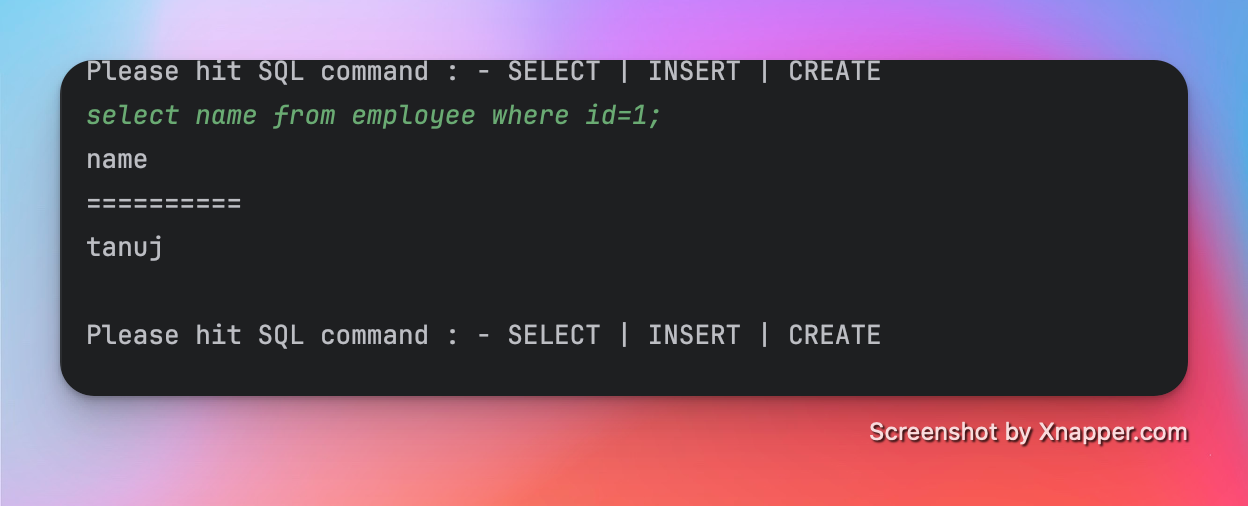 Please hit SQL command : - SELECT | INSERT | CREATE
select name from employee where id=1;
name
==========
tanuj
Please hit SQL command : - SELECT | INSERT | CREATE
Screenshot by Xnapper.com